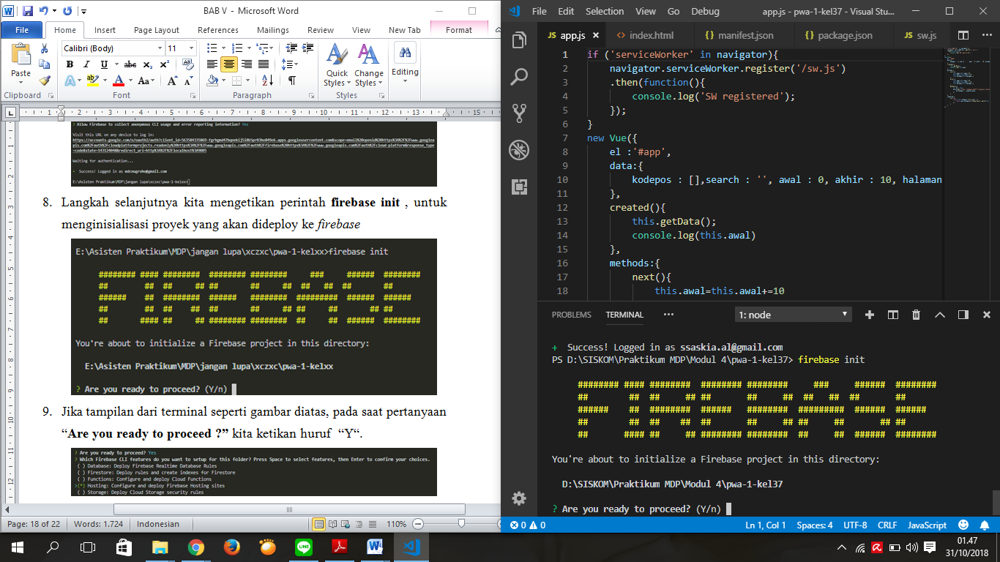 BAB V - Microsoft Word
File Home Insert Page Layout References Mailings Review View New Tab Format
Paste
Calibri (Body) 11
Quick Styles
Change Styles
Editing
Clipboard Font Paragraph Styles
? Allow Firebase to collect anonymous CLI usage and error reporting information? Yes
Visit this URL on any device to log in:
Waiting for authentication...
+ Success! Logged in as mdcnugroho@gmail.com
E:\Asisten Praktikum\MDP\jangan lupa\xczxc\pwa-1-kelxx>
8. Langkah selanjutnya kita mengetikan perintah firebase init , untuk
menginisialisasi proyek yang akan dideploy ke firebase
E:\Asisten Praktikum\MDP\jangan lupa\xczxc\pwa-1-kelxx>firebase init
FIREBASE
You're about to initialize a Firebase project in this directory:
E:\Asisten Praktikum\MDP\jangan lupa\xczxc\pwa-1-kelxx
? Are you ready to proceed? (Y/n)
9. Jika tampilan dari terminal seperti gambar diatas, pada saat pertanyaan
“Are you ready to proceed ?” kita ketikan huruf “Y“.
? Are you ready to proceed? Yes
? Which Firebase CLI features do you want to setup for this folder? Press Space to select features, then Enter to confirm your choices.
( ) Database: Deploy Firebase Realtime Database Rules
( ) Firestore: Deploy rules and create indexes for Firestore
( ) Functions: Configure and deploy Cloud Functions
>(*) Hosting: Configure and deploy Firebase Hosting sites
( ) Storage: Deploy Cloud Storage security rules
Page: 18 of 22 Words: 1.724 Indonesian 110%
File Edit Selection View Go Debug app.js - pwa-1-kel37 - Visual Stu...
JS app.js <> index.html {} manifest.json {} package.json JS sw.js
1 if ('serviceWorker' in navigator){
2 navigator.serviceWorker.register('/sw.js')
3 .then(function(){
4 console.log('SW registered');
5 });
6 }
7 new Vue({
8 el :'#app',
9 data:{
10 kodepos : [],search : '', awal : 0, akhir : 10, halaman
11 },
12 created(){
13 this.getData();
14 console.log(this.awal)
15 },
16 methods:{
17 next(){
18 this.awal=this.awal+=10
PROBLEMS TERMINAL ... 1: node
+ Success! Logged in as ssaskia.al@gmail.com
PS D:\SISKOM\Praktikum MDP\Modul 4\pwa-1-kel37> firebase init
FIREBASE
You're about to initialize a Firebase project in this directory:
D:\SISKOM\Praktikum MDP\Modul 4\pwa-1-kel37
? Are you ready to proceed? (Y/n)
0 0 Ln 1, Col 1 Spaces: 4 UTF-8 CRLF JavaScript
01.47
31/10/2018